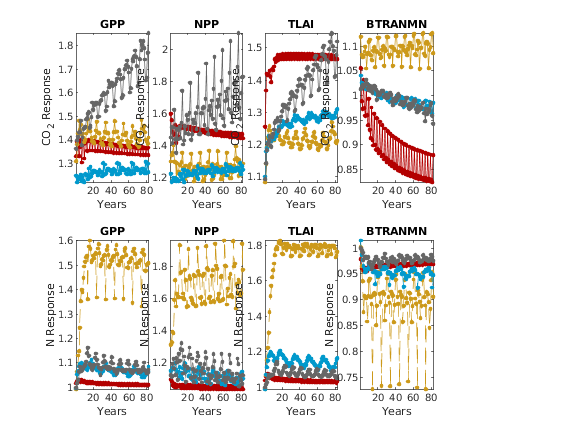 GPP NPP TLAI BTRANMN
CO2 Response CO2 Response CO2 Response CO2 Response
1.8 1.7 1.6 1.5 1.4 1.3
2 1.8 1.6 1.4 1.2
1.5 1.4 1.3 1.2 1.1
1.1 1.05 1 0.95 0.9 0.85
20 40 60 80 20 40 60 80 20 40 60 80 20 40 60 80
Years Years Years Years
GPP NPP TLAI BTRANMN
N Response N Response N Response N Response
1.6 1.5 1.4 1.3 1.2 1.1 1
2 1.8 1.6 1.4 1.2 1
1.8 1.6 1.4 1.2 1
0.95 0.9 0.85 0.8 0.75
20 40 60 80 20 40 60 80 20 40 60 80 20 40 60 80
Years Years Years Years